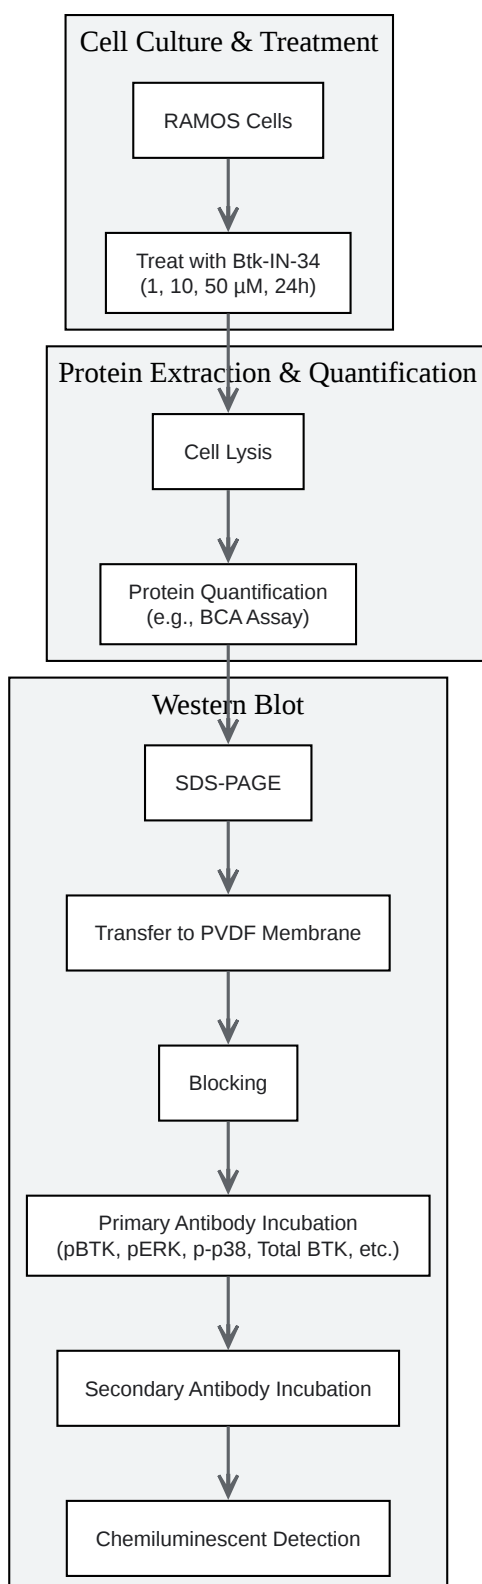 Cell Culture & Treatment
RAMOS Cells
Treat with Btk-IN-34
(1, 10, 50 µM, 24h)
Protein Extraction & Quantification
Cell Lysis
Protein Quantification
(e.g., BCA Assay)
Western Blot
SDS-PAGE
Transfer to PVDF Membrane
Blocking
Primary Antibody Incubation
(pBTK, pERK, p-p38, Total BTK, etc.)
Secondary Antibody Incubation
Chemiluminescent Detection